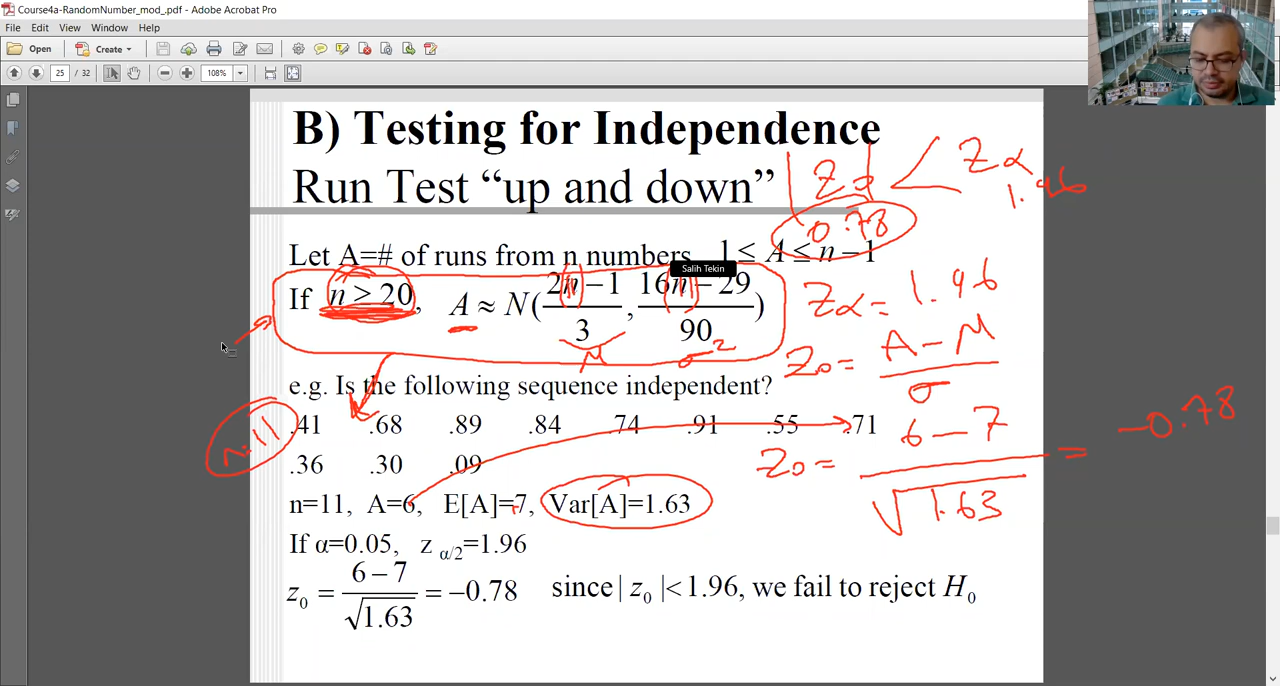 Course4a-RandomNumber_mod_.pdf - Adobe Acrobat Pro
File Edit View Window Help
Open Create
25 / 32 108%
B) Testing for Independence
Run Test “up and down”
|Z0| < Zα
1.96
0.78
Let A=# of runs from n numbers 1 ≤ A ≤ n − 1
Salih Tekin
If n ≥ 20, A ≈ N( 2n − 1 / 3 , 16n − 29 / 90 )
11 11
M σ²
Zα = 1.96
Z0 = A − M / σ
e.g. Is the following sequence independent?
n=11
.41 .68 .89 .84 .74 .91 .55 .71
.36 .30 .09
Z0 = 6 − 7 / √1.63 = −0.78
n=11, A=6, E[A]=7, Var[A]=1.63
If α=0.05, z α/2=1.96
z0 = 6 − 7 / √1.63 = −0.78 since | z0 |< 1.96, we fail to reject H0